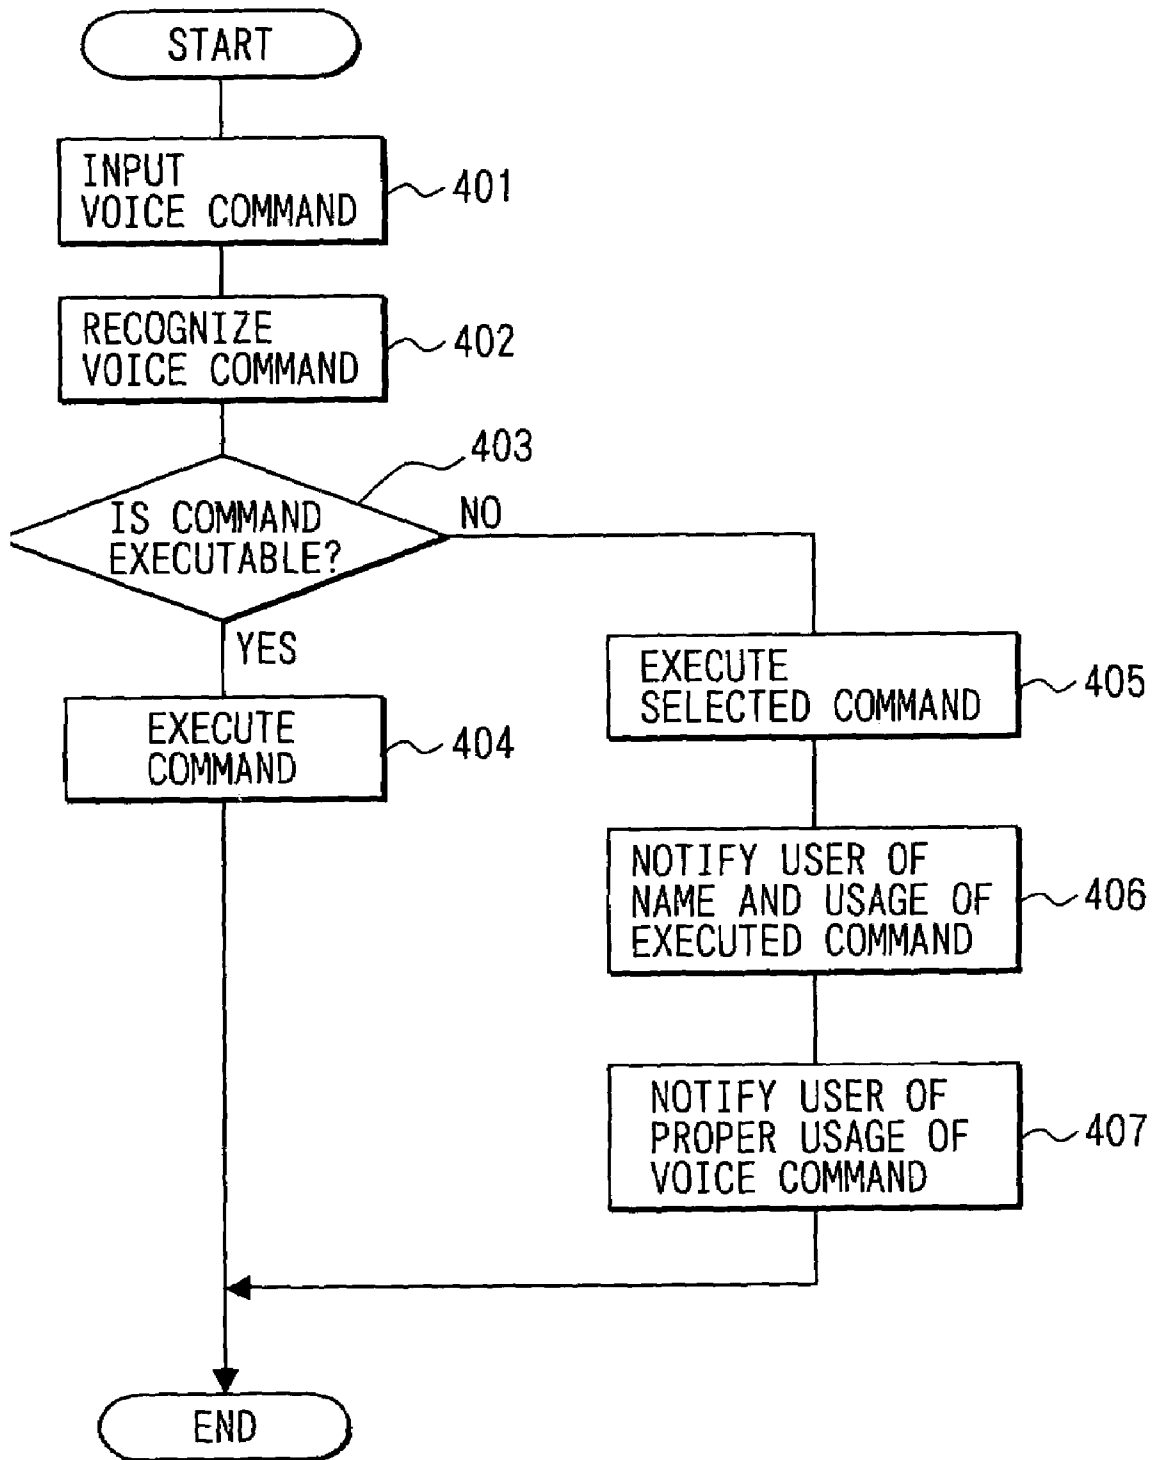 START
INPUT
VOICE COMMAND
401
RECOGNIZE
VOICE COMMAND
402
403
IS COMMAND
EXECUTABLE?
NO
YES
EXECUTE
COMMAND
404
EXECUTE
SELECTED COMMAND
405
NOTIFY USER OF
NAME AND USAGE OF
EXECUTED COMMAND
406
NOTIFY USER OF
PROPER USAGE OF
VOICE COMMAND
407
END